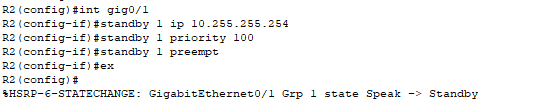 R2(config)#int gig0/1
R2(config-if)#standby 1 ip 10.255.255.254
R2(config-if)#standby 1 priority 100
R2(config-if)#standby 1 preempt
R2(config-if)#ex
R2(config)#
%HSRP-6-STATECHANGE: GigabitEthernet0/1 Grp 1 state Speak -> Standby